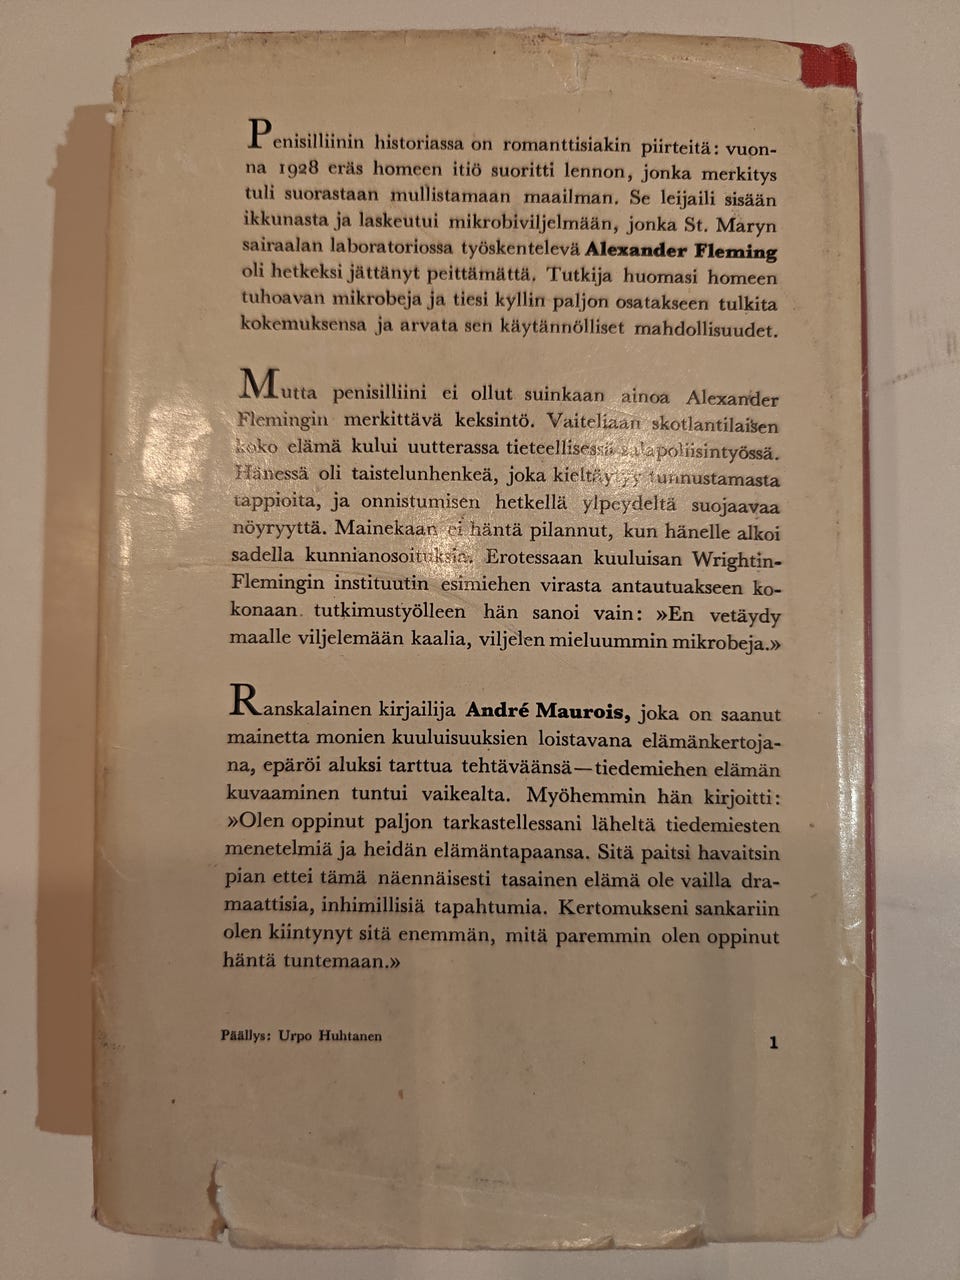 Penisilliinin historiassa on romanttisiakin piirteitä: vuon-
na 1928 eräs homeen itiö suoritti lennon, jonka merkitys
tuli suorastaan mullistamaan maailman. Se leijaili sisään
ikkunasta ja laskeutui mikrobiviljelmään, jonka St. Maryn
sairaalan laboratoriossa työskentelevä Alexander Fleming
oli hetkeksi jättänyt peittämättä. Tutkija huomasi homeen
tuhoavan mikrobeja ja tiesi kyllin paljon osatakseen tulkita
kokemuksensa ja arvata sen käytännölliset mahdollisuudet.
Mutta penisilliini ei ollut suinkaan ainoa Alexander
Flemingin merkittävä keksintö. Vaiteliaan skotlantilaisen
koko elämä kului uutterassa tieteellisessä salapoliisintyössä.
Hänessä oli taistelunhenkeä, joka kieltäytyy tunnustamasta
tappioita, ja onnistumisen hetkellä ylpeydeltä suojaavaa
nöyryyttä. Mainekaan ei häntä pilannut, kun hänelle alkoi
sadella kunnianosoituksia. Erotessaan kuuluisan Wrightin-
Flemingin instituutin esimiehen virasta antautuakseen ko-
konaan tutkimustyölleen hän sanoi vain: »En vetäydy
maalle viljelemään kaalia, viljelen mieluummin mikrobeja.»
Ranskalainen kirjailija André Maurois, joka on saanut
mainetta monien kuuluisuuksien loistavana elämänkertoja-
na, epäröi aluksi tarttua tehtäväänsä—tiedemiehen elämän
kuvaaminen tuntui vaikealta. Myöhemmin hän kirjoitti:
»Olen oppinut paljon tarkastellessani läheltä tiedemiesten
menetelmiä ja heidän elämäntapaansa. Sitä paitsi havaitsin
pian ettei tämä näennäisesti tasainen elämä ole vailla dra-
maattisia, inhimillisiä tapahtumia. Kertomukseni sankariin
olen kiintynyt sitä enemmän, mitä paremmin olen oppinut
häntä tuntemaan.»
Päällys: Urpo Huhtanen
1